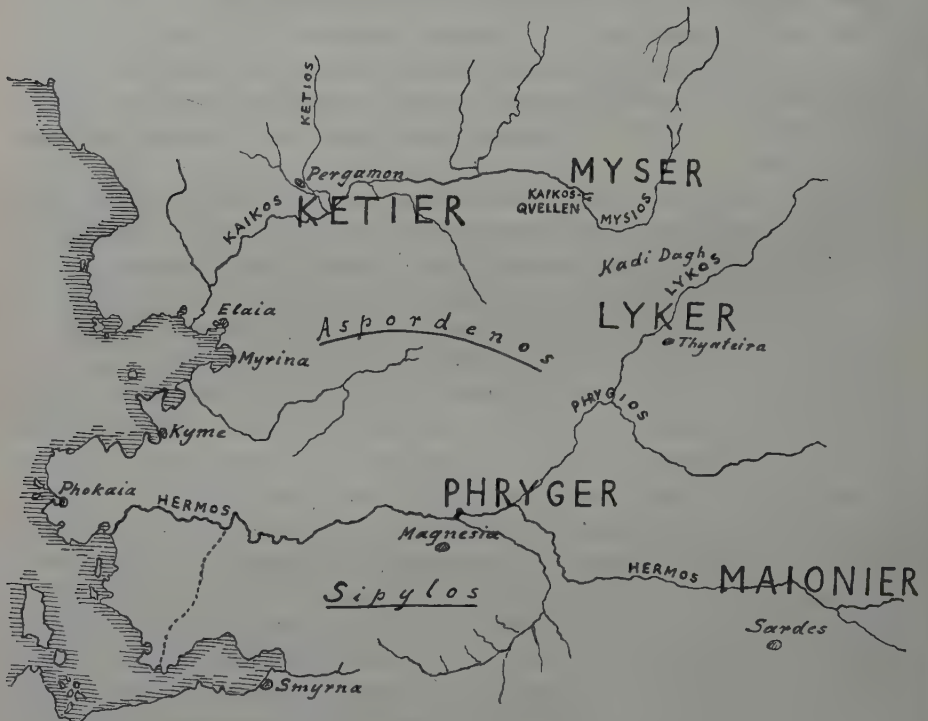 KETIOS
Pergamon
MYSER
KETIER
KAIKOS-
QVELLEN
MYSIOS
KAIKOS
Kadi Dagh
LYKOS
Elaia
Aspordenos
LYKER
Thyateira
Myrina
PHRYGIOS
Kyme
PHRYGER
Phokaia
HERMOS
Magnesia
HERMOS
MAIONIER
Sipylos
Sardes
Smyrna